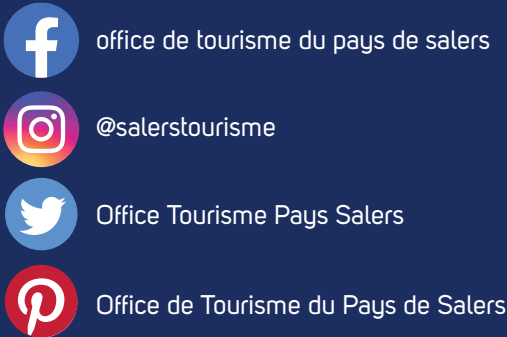 office de tourisme du pays de salers
@salerstourisme
Office Tourisme Pays Salers
Office de Tourisme du Pays de Salers